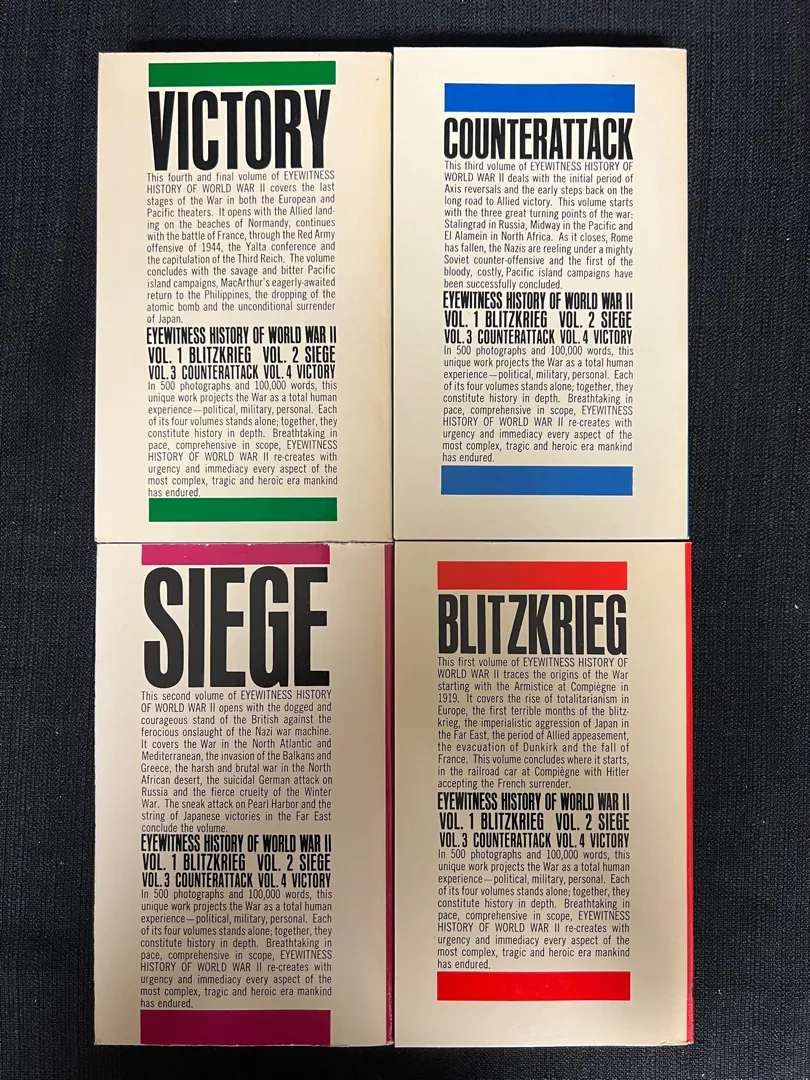 VICTORY
This fourth and final volume of EYEWITNESS
HISTORY OF WORLD WAR II covers the last
stages of the War in both the European and
Pacific theaters. It opens with the Allied land-
ing on the beaches of Normandy, continues
with the battle of France, through the Red Army
offensive of 1944, the Yalta conference and
the capitulation of the Third Reich. The volume
concludes with the savage and bitter Pacific
island campaigns, MacArthur's eagerly-awaited
return to the Philippines, the dropping of the
atomic bomb and the unconditional surrender
of Japan.
EYEWITNESS HISTORY OF WORLD WAR II
VOL. 1 BLITZKRIEG VOL. 2 SIEGE
VOL. 3 COUNTERATTACK VOL. 4 VICTORY
In 500 photographs and 100,000 words, this
unique work projects the War as a total human
experience—political, military, personal. Each
of its four volumes stands alone; together, they
constitute history in depth. Breathtaking in
pace, comprehensive in scope, EYEWITNESS
HISTORY OF WORLD WAR II re-creates with
urgency and immediacy every aspect of the
most complex, tragic and heroic era mankind
has endured.
COUNTERATTACK
This third volume of EYEWITNESS HISTORY OF
WORLD WAR II deals with the initial period of
Axis reversals and the early steps back on the
long road to Allied victory. This volume starts
with the three great turning points of the war:
Stalingrad in Russia, Midway in the Pacific and
El Alamein in North Africa. As it closes, Rome
has fallen, the Nazis are reeling under a mighty
Soviet counter-offensive and the first of the
bloody, costly, Pacific island campaigns have
been successfully concluded.
EYEWITNESS HISTORY OF WORLD WAR II
VOL. 1 BLITZKRIEG VOL. 2 SIEGE
VOL. 3 COUNTERATTACK VOL. 4 VICTORY
In 500 photographs and 100,000 words, this
unique work projects the War as a total human
experience—political, military, personal. Each
of its four volumes stands alone; together, they
constitute history in depth. Breathtaking in
pace, comprehensive in scope, EYEWITNESS
HISTORY OF WORLD WAR II re-creates with
urgency and immediacy every aspect of the
most complex, tragic and heroic era mankind
has endured.
SIEGE
This second volume of EYEWITNESS HISTORY
OF WORLD WAR II opens with the dogged and
courageous stand of the British against the
ferocious onslaught of the Nazi war machine.
It covers the War in the North Atlantic and
Mediterranean, the invasion of the Balkans and
Greece, the harsh and brutal war in the North
African desert, the suicidal German attack on
Russia and the fierce cruelty of the Winter
War. The sneak attack on Pearl Harbor and the
string of Japanese victories in the Far East
conclude the volume.
EYEWITNESS HISTORY OF WORLD WAR II
VOL. 1 BLITZKRIEG VOL. 2 SIEGE
VOL. 3 COUNTERATTACK VOL. 4 VICTORY
In 500 photographs and 100,000 words, this
unique work projects the War as a total human
experience—political, military, personal. Each
of its four volumes stands alone; together, they
constitute history in depth. Breathtaking in
pace, comprehensive in scope, EYEWITNESS
HISTORY OF WORLD WAR II re-creates with
urgency and immediacy every aspect of the
most complex, tragic and heroic era mankind
has endured.
BLITZKRIEG
This first volume of EYEWITNESS HISTORY OF
WORLD WAR II traces the origins of the War
starting with the Armistice at Compiègne in
1919. It covers the rise of totalitarianism in
Europe, the first terrible months of the blitz-
krieg, the imperialistic aggression of Japan in
the Far East, the period of Allied appeasement,
the evacuation of Dunkirk and the fall of
France. This volume concludes where it starts,
in the railroad car at Compiègne with Hitler
accepting the French surrender.
EYEWITNESS HISTORY OF WORLD WAR II
VOL. 1 BLITZKRIEG VOL. 2 SIEGE
VOL. 3 COUNTERATTACK VOL. 4 VICTORY
In 500 photographs and 100,000 words, this
unique work projects the War as a total human
experience—political, military, personal. Each
of its four volumes stands alone; together, they
constitute history in depth. Breathtaking in
pace, comprehensive in scope, EYEWITNESS
HISTORY OF WORLD WAR II re-creates with
urgency and immediacy every aspect of the
most complex, tragic and heroic era mankind
has endured.